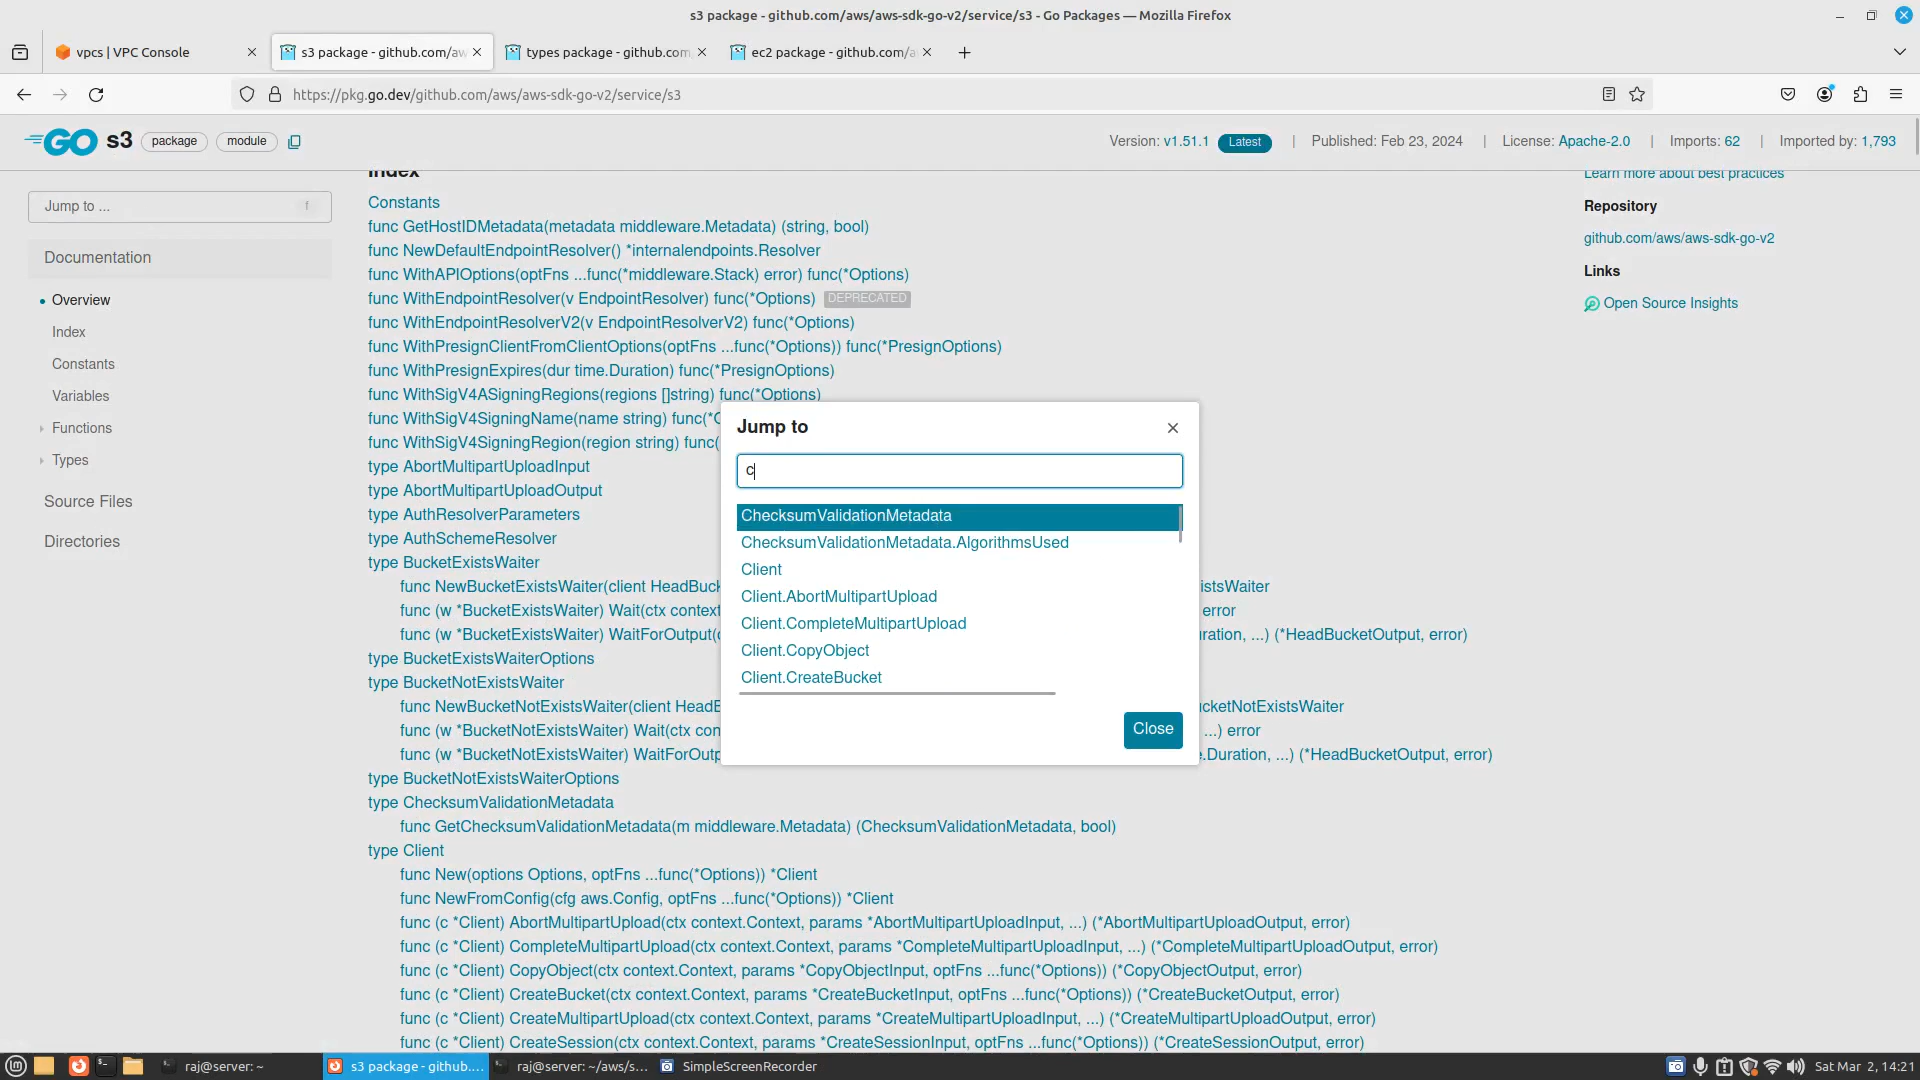 s3 package - github.com/aws/aws-sdk-go-v2/service/s3 - Go Packages — Mozilla Firefox
vpcs | VPC Console
s3 package - github.com/aw
types package - github.com
ec2 package - github.com/a
https://pkg.go.dev/github.com/aws/aws-sdk-go-v2/service/s3
GO s3 package module
Version: v1.51.1 Latest | Published: Feb 23, 2024 | License: Apache-2.0 | Imports: 62 | Imported by: 1,793
Jump to ... f
Documentation
Overview
Index
Constants
Variables
Functions
Types
Source Files
Directories
Index
Constants
func GetHostIDMetadata(metadata middleware.Metadata) (string, bool)
func NewDefaultEndpointResolver() *internalendpoints.Resolver
func WithAPIOptions(optFns ...func(*middleware.Stack) error) func(*Options)
func WithEndpointResolver(v EndpointResolver) func(*Options) DEPRECATED
func WithEndpointResolverV2(v EndpointResolverV2) func(*Options)
func WithPresignClientFromClientOptions(optFns ...func(*Options)) func(*PresignOptions)
func WithPresignExpires(dur time.Duration) func(*PresignOptions)
func WithSigV4ASigningRegions(regions []string) func(*Options)
func WithSigV4SigningName(name string) func(*
func WithSigV4SigningRegion(region string) func(
type AbortMultipartUploadInput
type AbortMultipartUploadOutput
type AuthResolverParameters
type AuthSchemeResolver
type BucketExistsWaiter
func NewBucketExistsWaiter(client HeadBuck istsWaiter
func (w *BucketExistsWaiter) Wait(ctx context error
func (w *BucketExistsWaiter) WaitForOutput(c uration, ...) (*HeadBucketOutput, error)
type BucketExistsWaiterOptions
type BucketNotExistsWaiter
func NewBucketNotExistsWaiter(client HeadB cketNotExistsWaiter
func (w *BucketNotExistsWaiter) Wait(ctx con ...) error
func (w *BucketNotExistsWaiter) WaitForOutp .Duration, ...) (*HeadBucketOutput, error)
type BucketNotExistsWaiterOptions
type ChecksumValidationMetadata
func GetChecksumValidationMetadata(m middleware.Metadata) (ChecksumValidationMetadata, bool)
type Client
func New(options Options, optFns ...func(*Options)) *Client
func NewFromConfig(cfg aws.Config, optFns ...func(*Options)) *Client
func (c *Client) AbortMultipartUpload(ctx context.Context, params *AbortMultipartUploadInput, ...) (*AbortMultipartUploadOutput, error)
func (c *Client) CompleteMultipartUpload(ctx context.Context, params *CompleteMultipartUploadInput, ...) (*CompleteMultipartUploadOutput, error)
func (c *Client) CopyObject(ctx context.Context, params *CopyObjectInput, optFns ...func(*Options)) (*CopyObjectOutput, error)
func (c *Client) CreateBucket(ctx context.Context, params *CreateBucketInput, optFns ...func(*Options)) (*CreateBucketOutput, error)
func (c *Client) CreateMultipartUpload(ctx context.Context, params *CreateMultipartUploadInput, ...) (*CreateMultipartUploadOutput, error)
func (c *Client) CreateSession(ctx context.Context, params *CreateSessionInput, optFns ...func(*Options)) (*CreateSessionOutput, error)
Jump to
c
ChecksumValidationMetadata
ChecksumValidationMetadata.AlgorithmsUsed
Client
Client.AbortMultipartUpload
Client.CompleteMultipartUpload
Client.CopyObject
Client.CreateBucket
Close
Learn more about best practices
Repository
github.com/aws/aws-sdk-go-v2
Links
Open Source Insights
raj@server: ~
s3 package - github....
raj@server: ~/aws/s...
SimpleScreenRecorder
Sat Mar 2, 14:21